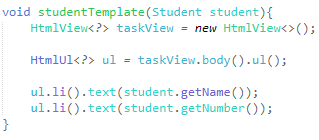 void studentTemplate(Student student){
HtmlView<?> taskView = new HtmlView<>();
HtmlUl<?> ul = taskView.body().ul();
ul.li().text(student.getName());
ul.li().text(student.getNumber());
}